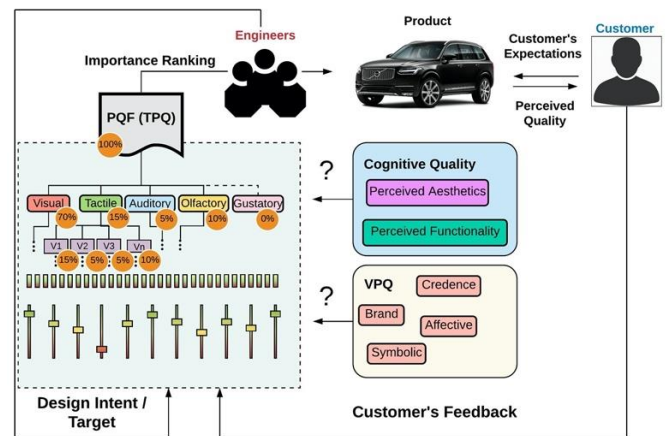 Engineers
Product
Customer
Importance Ranking
Customer's
Expectations
Perceived
Quality
PQF (TPQ)
100%
?
Cognitive Quality
Perceived Aesthetics
Perceived Functionality
Visual
Tactile
Auditory
Olfactory
Gustatory
70%
15%
5%
10%
0%
V1
V2
V3
Vn
15%
5%
5%
10%
?
VPQ
Credence
Brand
Affective
Symbolic
Design Intent /
Target
Customer's Feedback